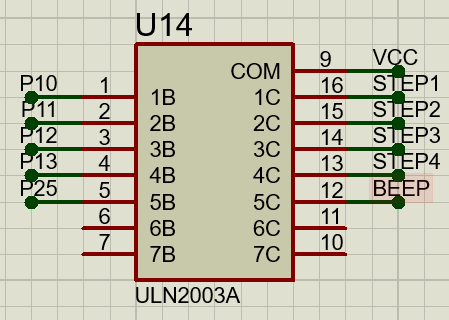 U14
COM 9 VCC
P10 1 1B 1C 16 STEP1
P11 2 2B 2C 15 STEP2
P12 3 3B 3C 14 STEP3
P13 4 4B 4C 13 STEP4
P25 5 5B 5C 12 BEEP
6 6B 6C 11
7 7B 7C 10
ULN2003A